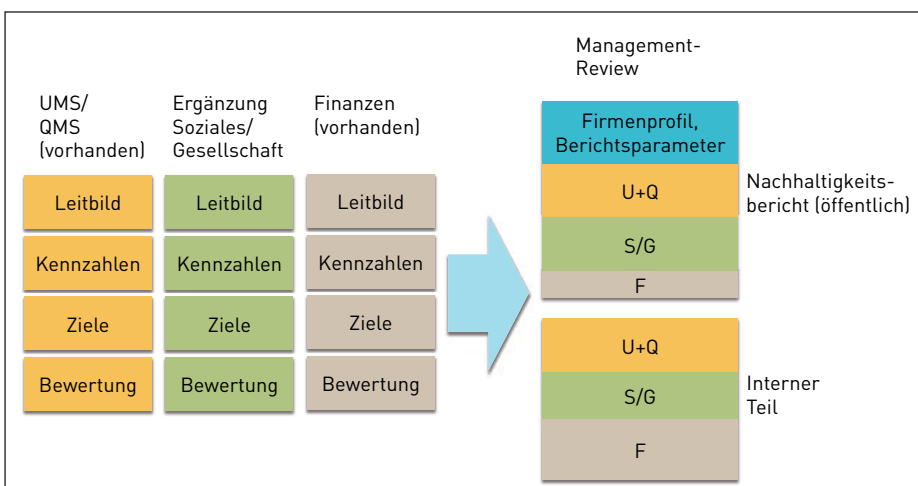 UMS/
QMS
(vorhanden)
Ergänzung
Soziales/
Gesellschaft
Finanzen
(vorhanden)
Leitbild
Leitbild
Leitbild
Kennzahlen
Kennzahlen
Kennzahlen
Ziele
Ziele
Ziele
Bewertung
Bewertung
Bewertung
Management-
Review
Firmenprofil,
Berichtsparameter
U+Q
S/G
F
Nachhaltigkeits-
bericht (öffentlich)
U+Q
S/G
F
Interner
Teil